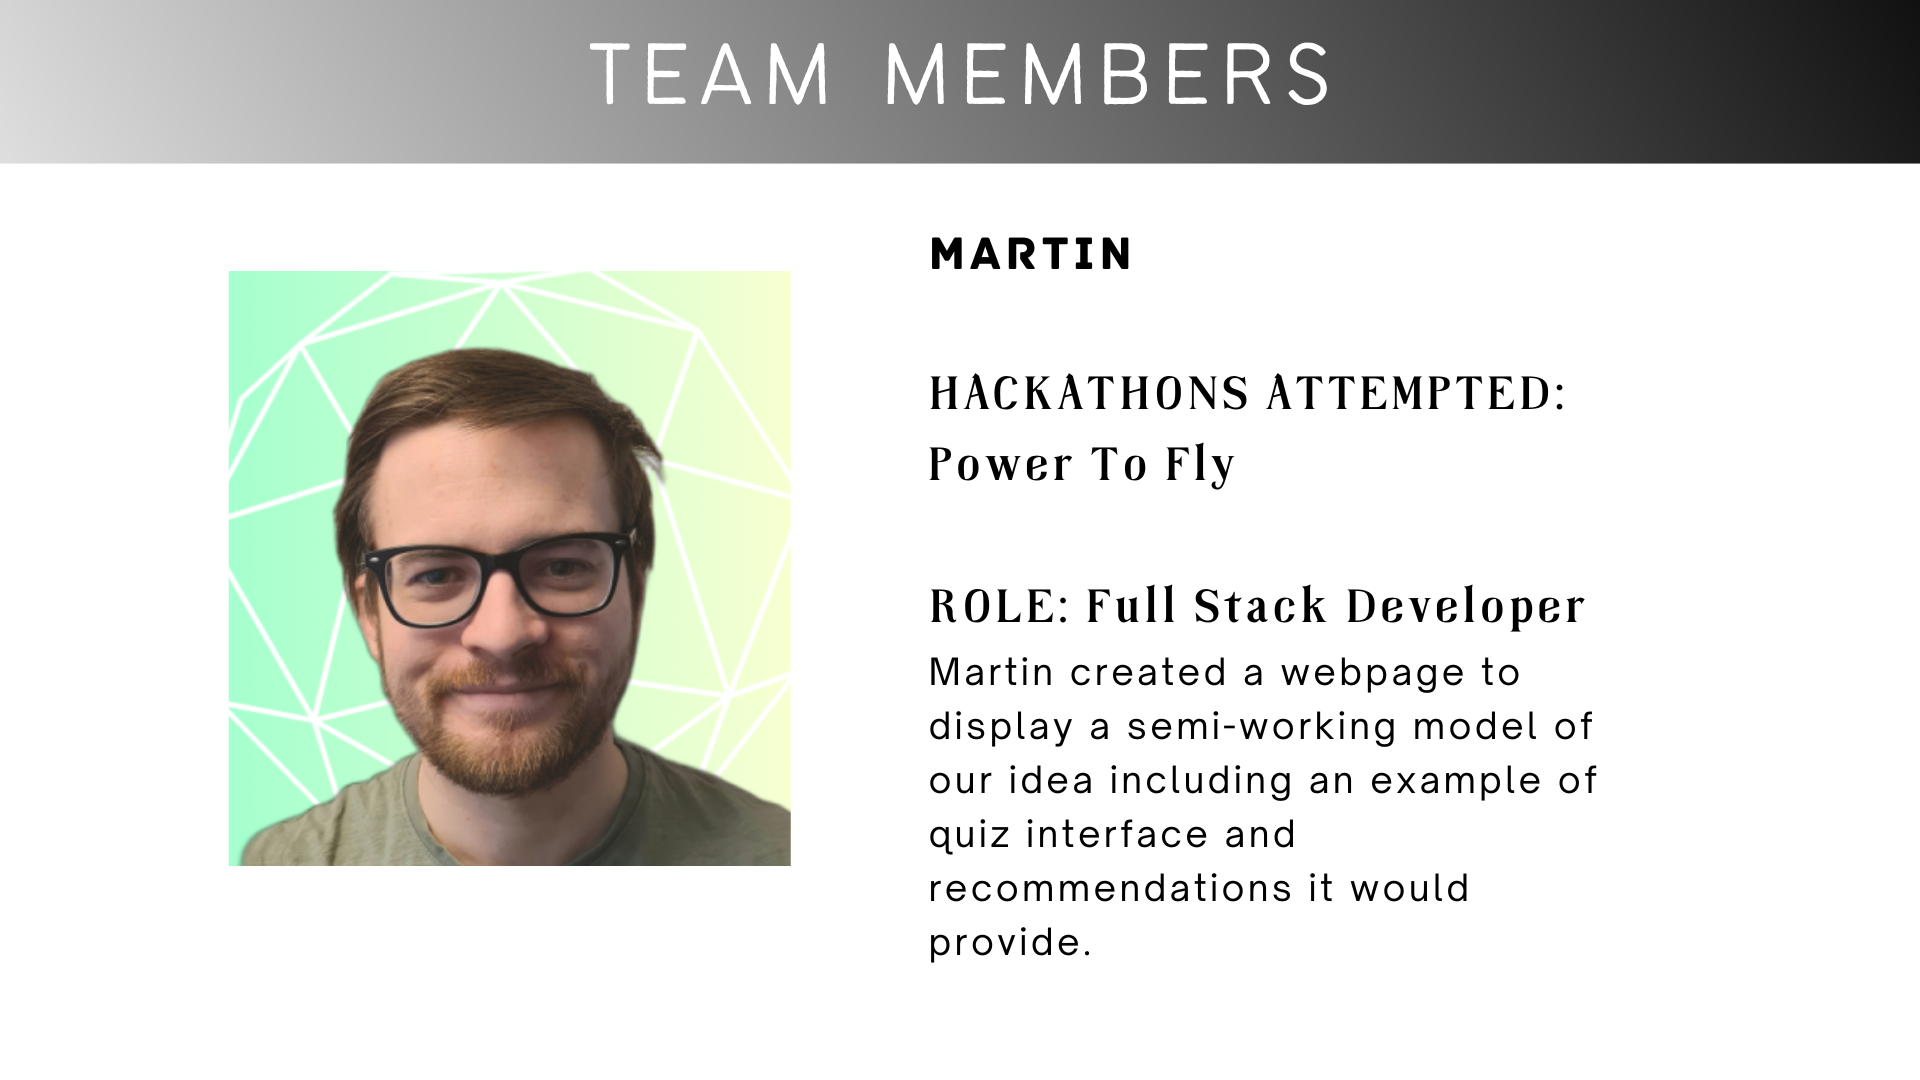 TEAM MEMBERS
MARTIN
HACKATHONS ATTEMPTED:
Power To Fly
ROLE: Full Stack Developer
Martin created a webpage to
display a semi-working model of
our idea including an example of
quiz interface and
recommendations it would
provide.